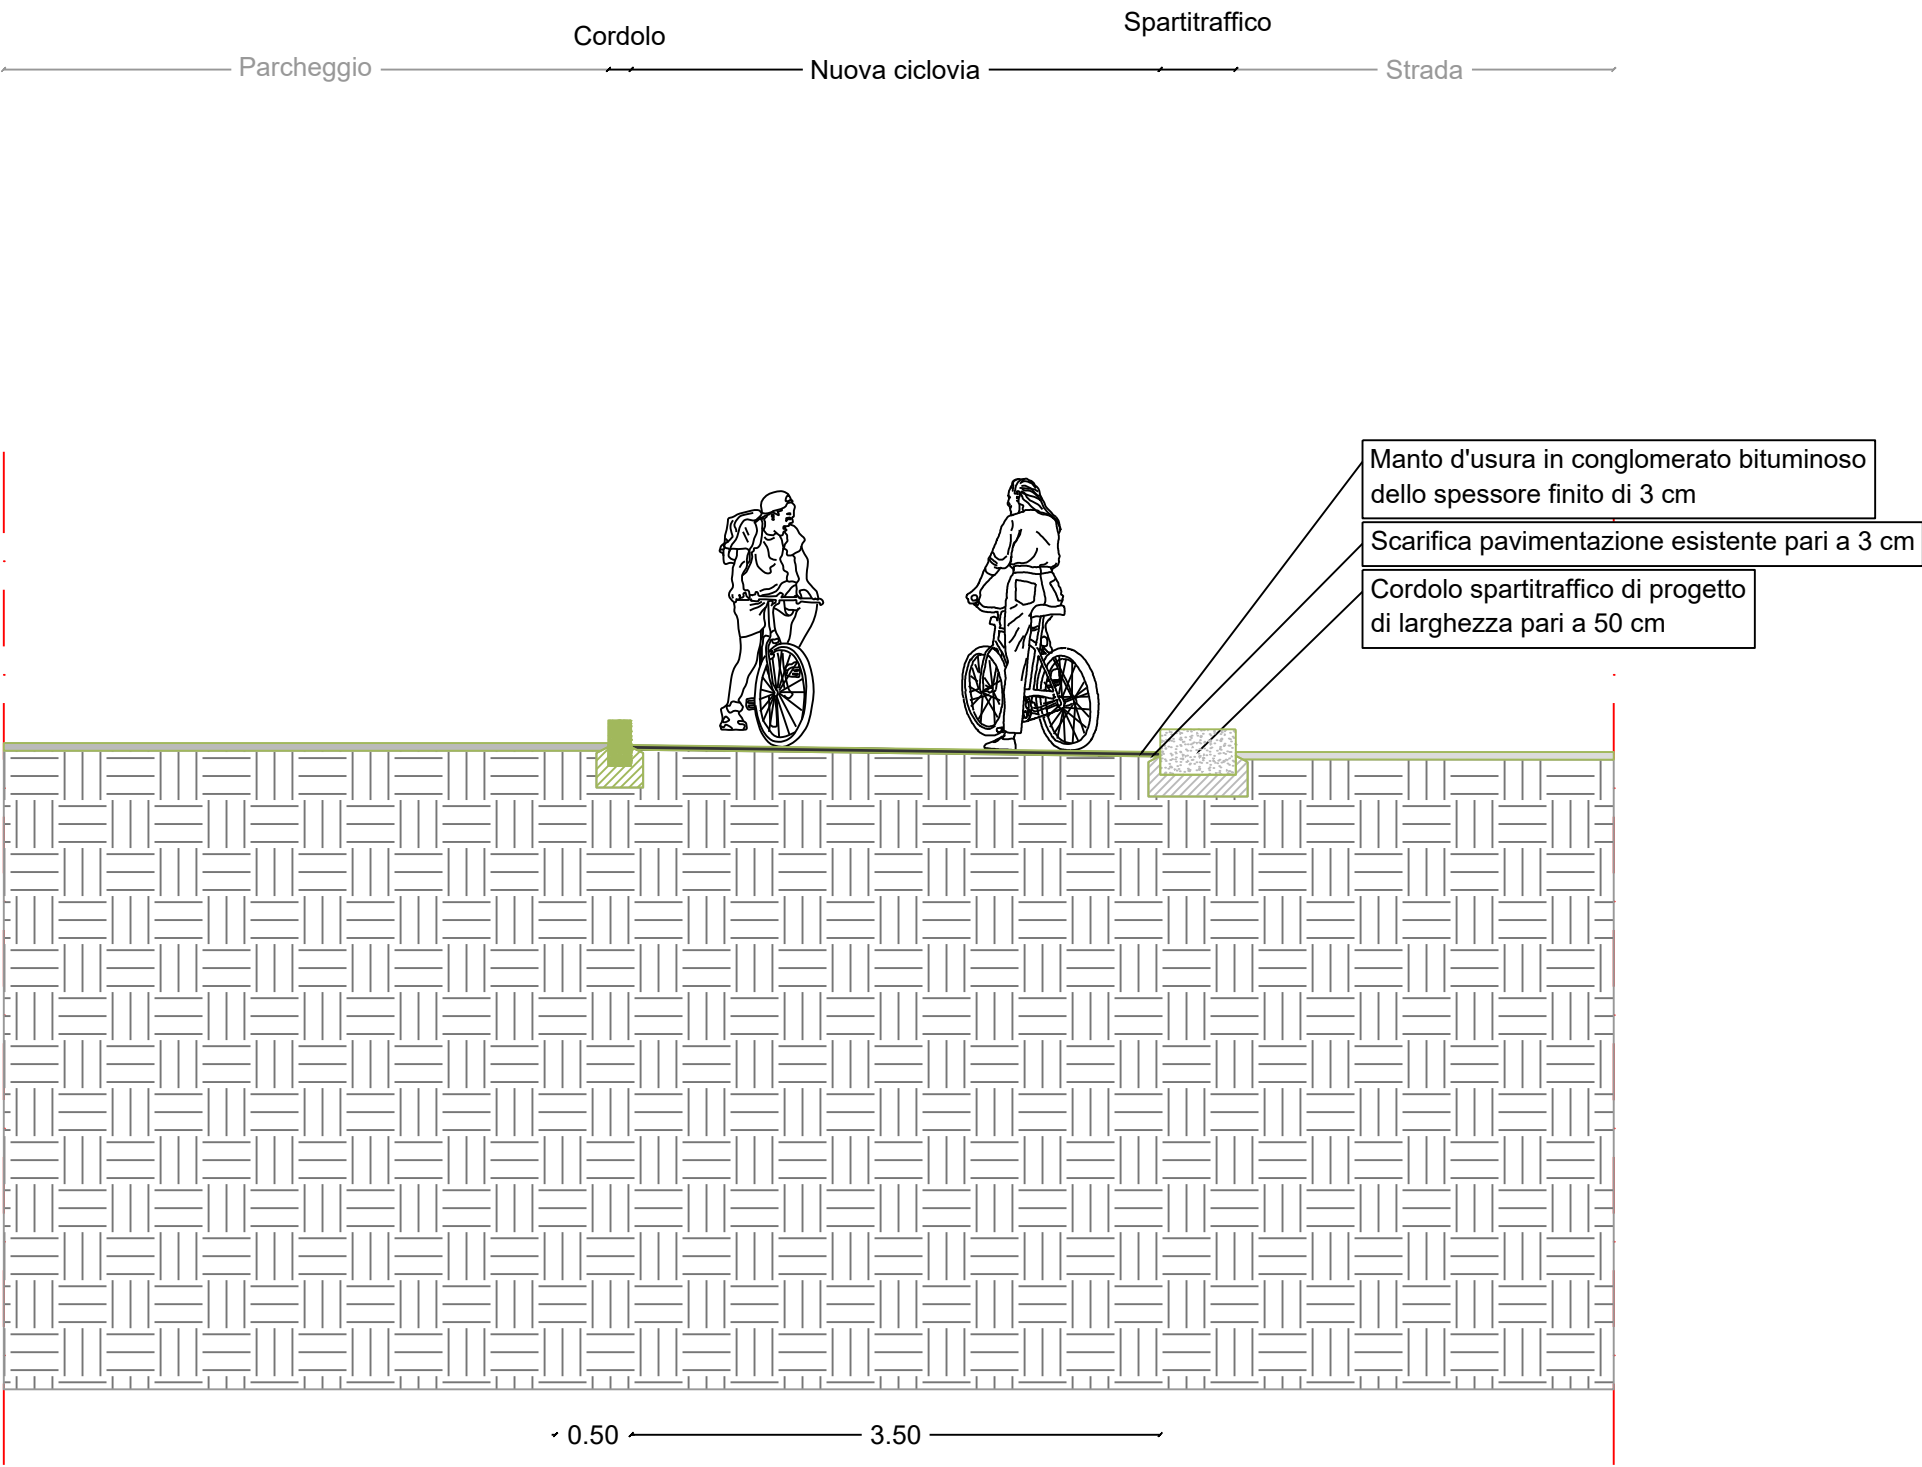 Cordolo
Spartitraffico
Parcheggio
Nuova ciclovia
Strada
Manto d'usura in conglomerato bituminoso
dello spessore finito di 3 cm
Scarifica pavimentazione esistente pari a 3 cm
Cordolo spartitraffico di progetto
di larghezza pari a 50 cm
0.50
3.50